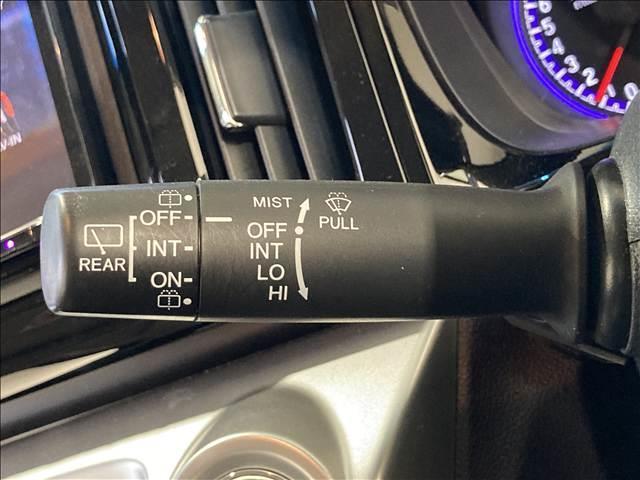 OFF
INT
REAR
ON
MIST
PULL
OFF
INT
LO
HI